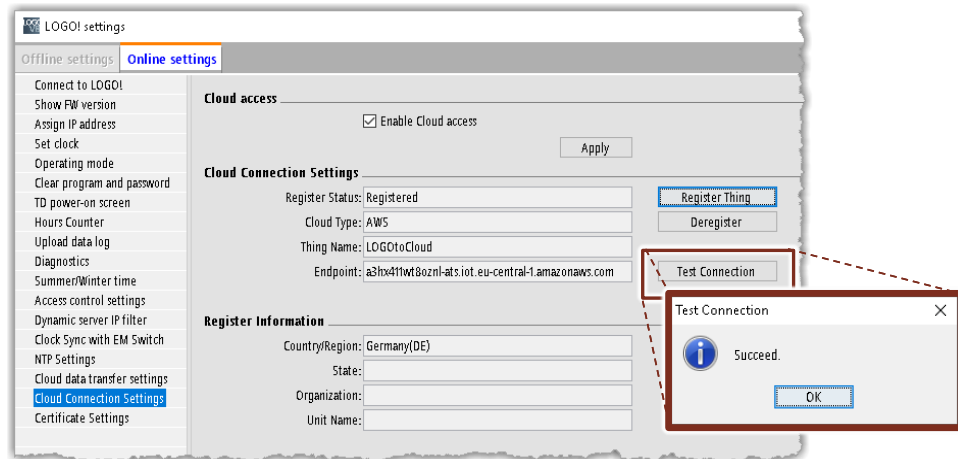 LOGO! settings
Offline settings
Online settings
Connect to LOGO!
Show FW version
Assign IP address
Set clock
Operating mode
Clear program and password
TD power-on screen
Hours Counter
Upload data log
Diagnostics
Summer/Winter time
Access control settings
Dynamic server IP filter
Clock Sync with EM Switch
NTP Settings
Cloud data transfer settings
Cloud Connection Settings
Certificate Settings
Cloud access
Enable Cloud access
Apply
Cloud Connection Settings
Register Status: Registered
Register Thing
Cloud Type: AWS
Deregister
Thing Name: LOGOtoCloud
Endpoint: a3hx411wt8oznl-ats.iot.eu-central-1.amazonaws.com
Test Connection
Register Information
Country/Region: Germany(DE)
State:
Organization:
Unit Name:
Test Connection
Succeed.
OK